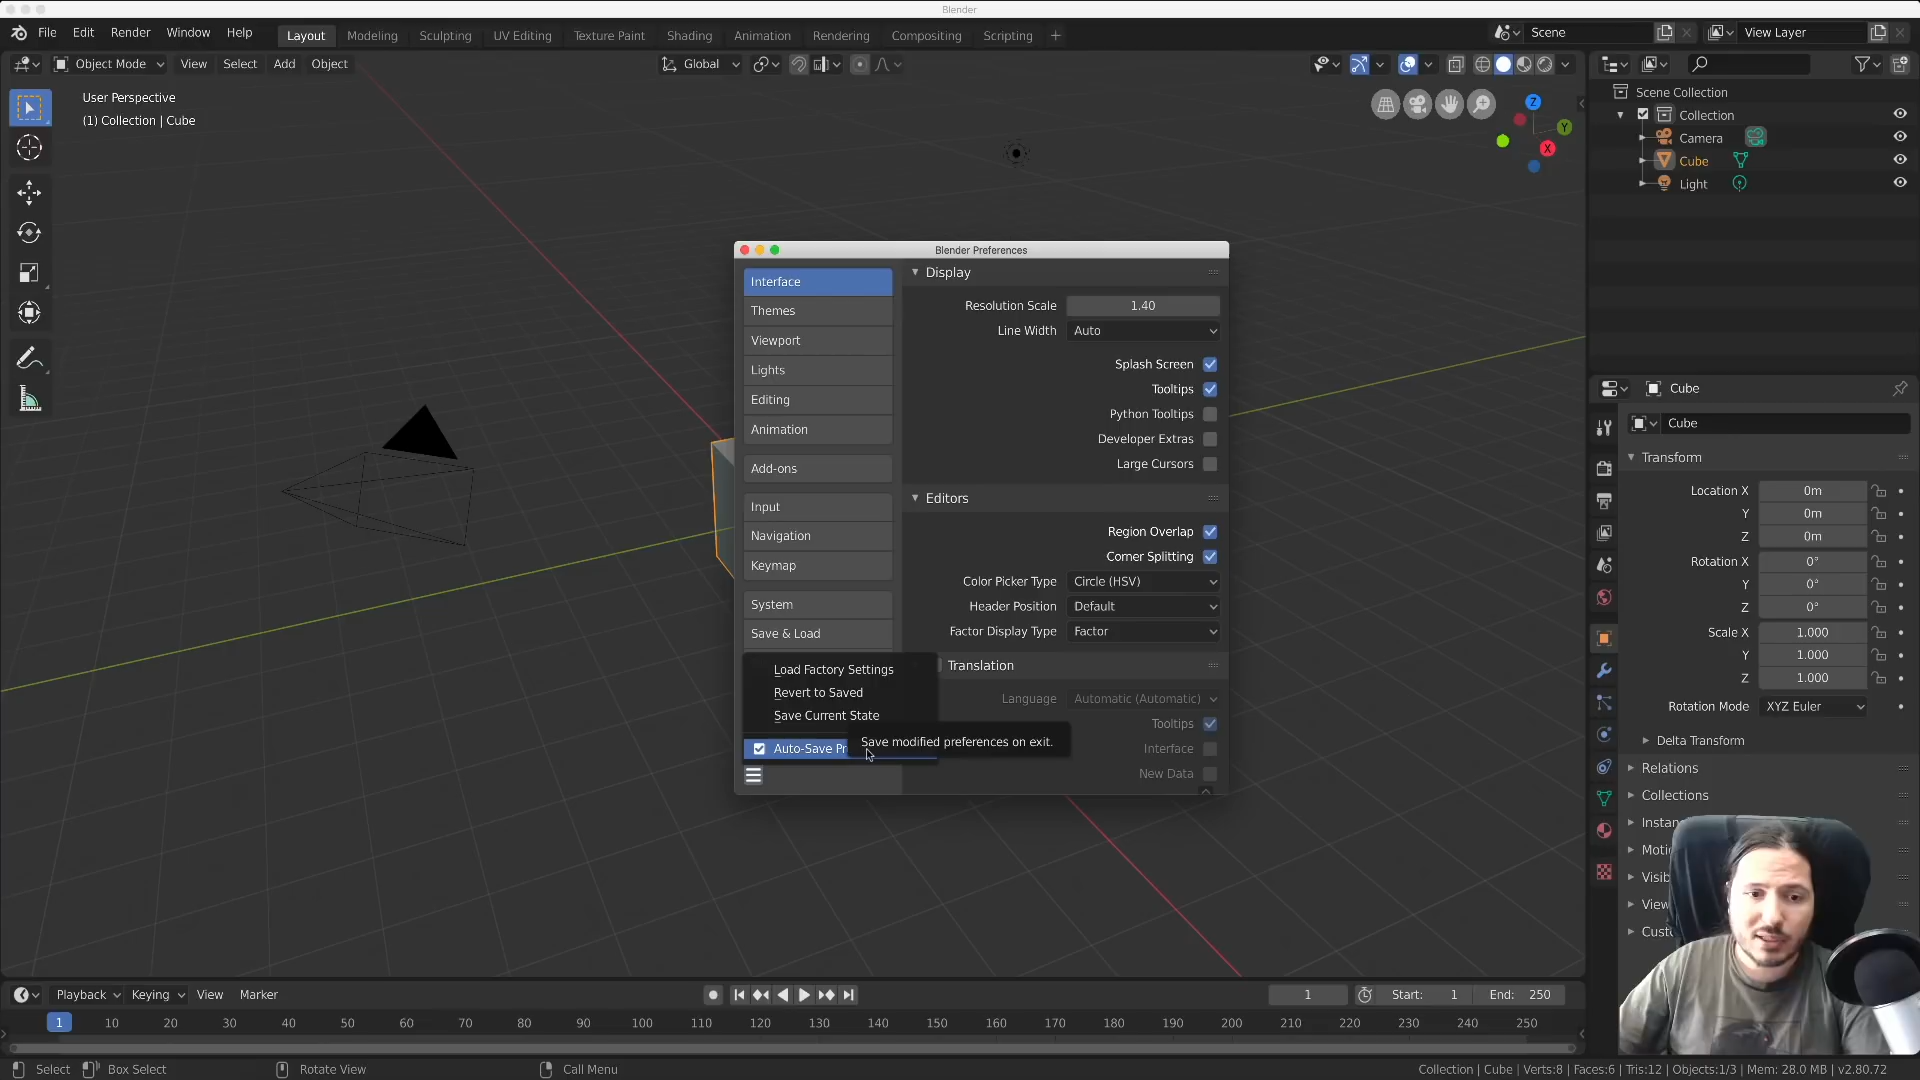 Blender
File Edit Render Window Help
Layout Modeling Sculpting UV Editing Texture Paint Shading Animation Rendering Compositing Scripting +
Scene
View Layer
Object Mode View Select Add Object
Global
User Perspective
(1) Collection | Cube
Z
Y
X
Scene Collection
Collection
Camera
Cube
Light
Blender Preferences
Interface
Themes
Viewport
Lights
Editing
Animation
Add-ons
Input
Navigation
Keymap
System
Save & Load
Load Factory Settings
Revert to Saved
Save Current State
Auto-Save Pr
Save modified preferences on exit.
Display
Resolution Scale 1.40
Line Width Auto
Splash Screen
Tooltips
Python Tooltips
Developer Extras
Large Cursors
Editors
Region Overlap
Corner Splitting
Color Picker Type Circle (HSV)
Header Position Default
Factor Display Type Factor
Translation
Language Automatic (Automatic)
Tooltips
Interface
New Data
Cube
Cube
Transform
Location X 0m
Y 0m
Z 0m
Rotation X 0°
Y 0°
Z 0°
Scale X 1.000
Y 1.000
Z 1.000
Rotation Mode XYZ Euler
Delta Transform
Relations
Collections
Instan
Moti
Visib
View
Cust
Playback Keying View Marker
1 Start: 1 End: 250
1 10 20 30 40 50 60 70 80 90 100 110 120 130 140 150 160 170 180 190 200 210 220 230 240 250
Select Box Select Rotate View Call Menu
Collection | Cube | Verts:8 | Faces:6 | Tris:12 | Objects:1/3 | Mem: 28.0 MB | v2.80.72